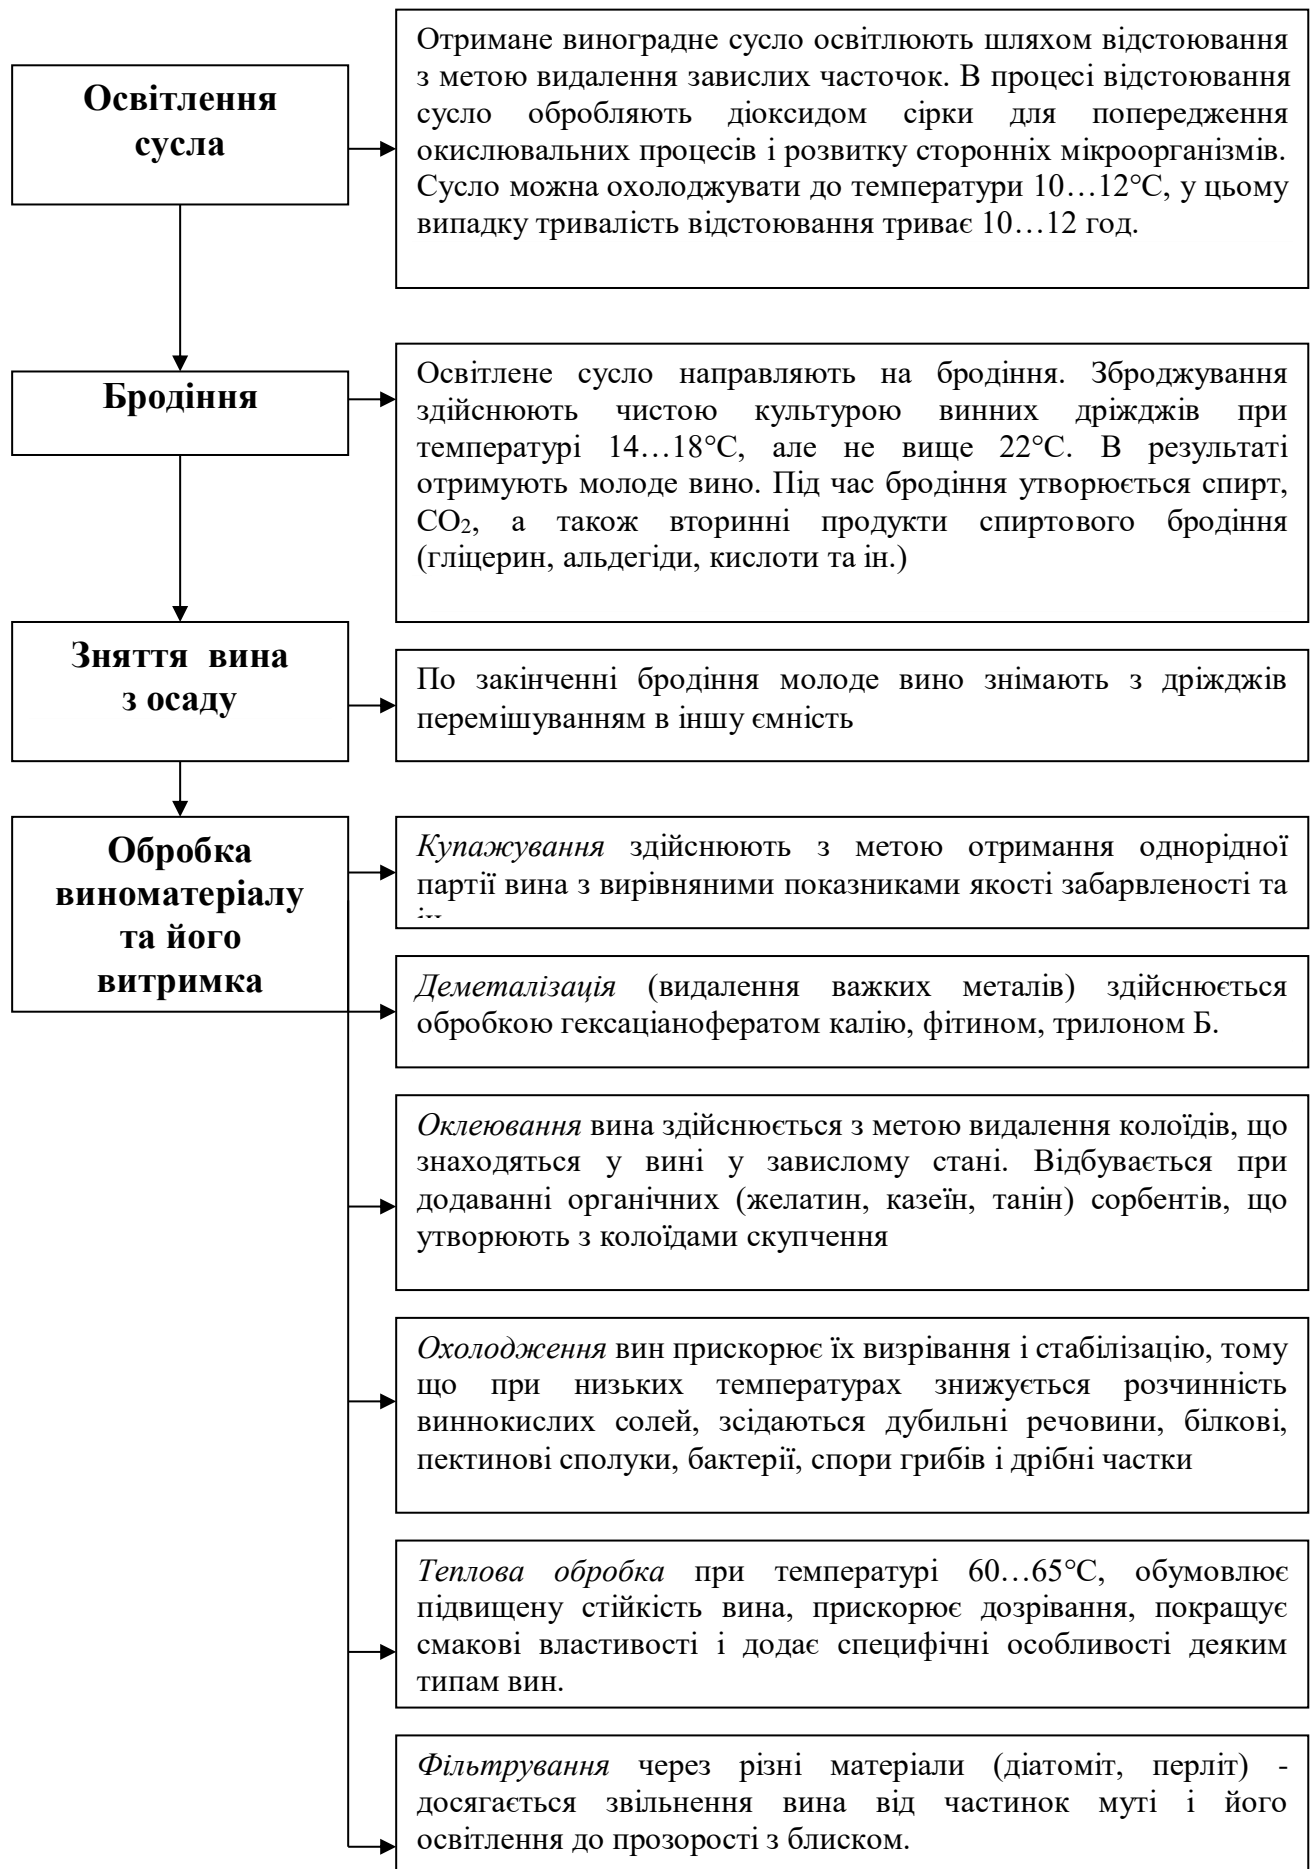 Освітлення
сусла
Отримане виноградне сусло освітлюють шляхом відстоювання
з метою видалення завислих часточок. В процесі відстоювання
сусло обробляють діоксидом сірки для попередження
окислювальних процесів і розвитку сторонніх мікроорганізмів.
Сусло можна охолоджувати до температури 10…12°С, у цьому
випадку тривалість відстоювання триває 10…12 год.
Бродіння
Освітлене сусло направляють на бродіння. Зброджування
здійснюють чистою культурою винних дріжджів при
температурі 14…18°С, але не вище 22°С. В результаті
отримують молоде вино. Під час бродіння утворюється спирт,
СО₂, а також вторинні продукти спиртового бродіння
(гліцерин, альдегіди, кислоти та ін.)
Зняття вина
з осаду
По закінченні бродіння молоде вино знімають з дріжджів
перемішуванням в іншу ємність
Обробка
виноматеріалу
та його
витримка
Купажування здійснюють з метою отримання однорідної
партії вина з вирівняними показниками якості забарвленості та
Деметалізація (видалення важких металів) здійснюється
обробкою гексаціанофератом калію, фітином, трилоном Б.
Оклеювання вина здійснюється з метою видалення колоїдів, що
знаходяться у вині у завислому стані. Відбувається при
додаванні органічних (желатин, казеїн, танін) сорбентів, що
утворюють з колоїдами скупчення
Охолодження вин прискорює їх визрівання і стабілізацію, тому
що при низьких температурах знижується розчинність
виннокислих солей, зсідаються дубильні речовини, білкові,
пектинові сполуки, бактерії, спори грибів і дрібні частки
Теплова обробка при температурі 60…65°С, обумовлює
підвищену стійкість вина, прискорює дозрівання, покращує
смакові властивості і додає специфічні особливості деяким
типам вин.
Фільтрування через різні матеріали (діатоміт, перліт) -
досягається звільнення вина від частинок муті і його
освітлення до прозорості з блиском.